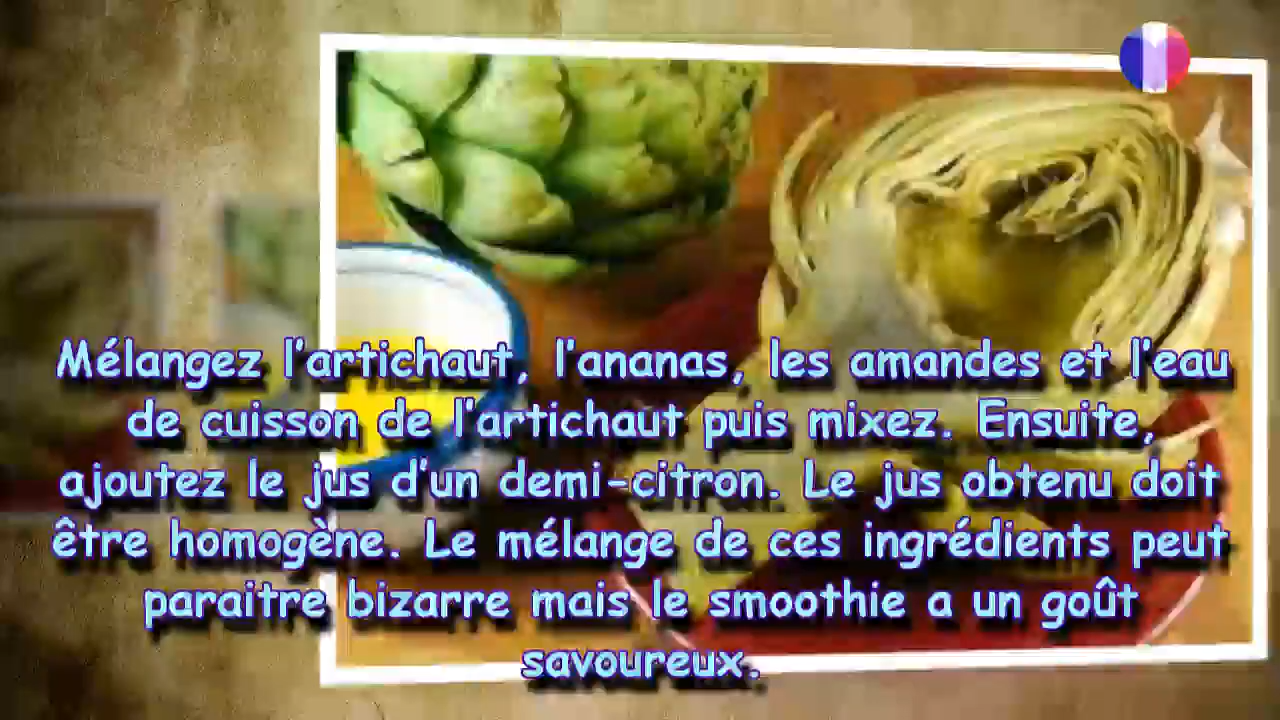 Mélangez l'artichaut, l'ananas, les amandes et l'eau
de cuisson de l'artichaut puis mixez. Ensuite,
ajoutez le jus d'un demi-citron. Le jus obtenu doit
être homogène. Le mélange de ces ingrédients peut
paraitre bizarre mais le smoothie a un goût
savoureux.